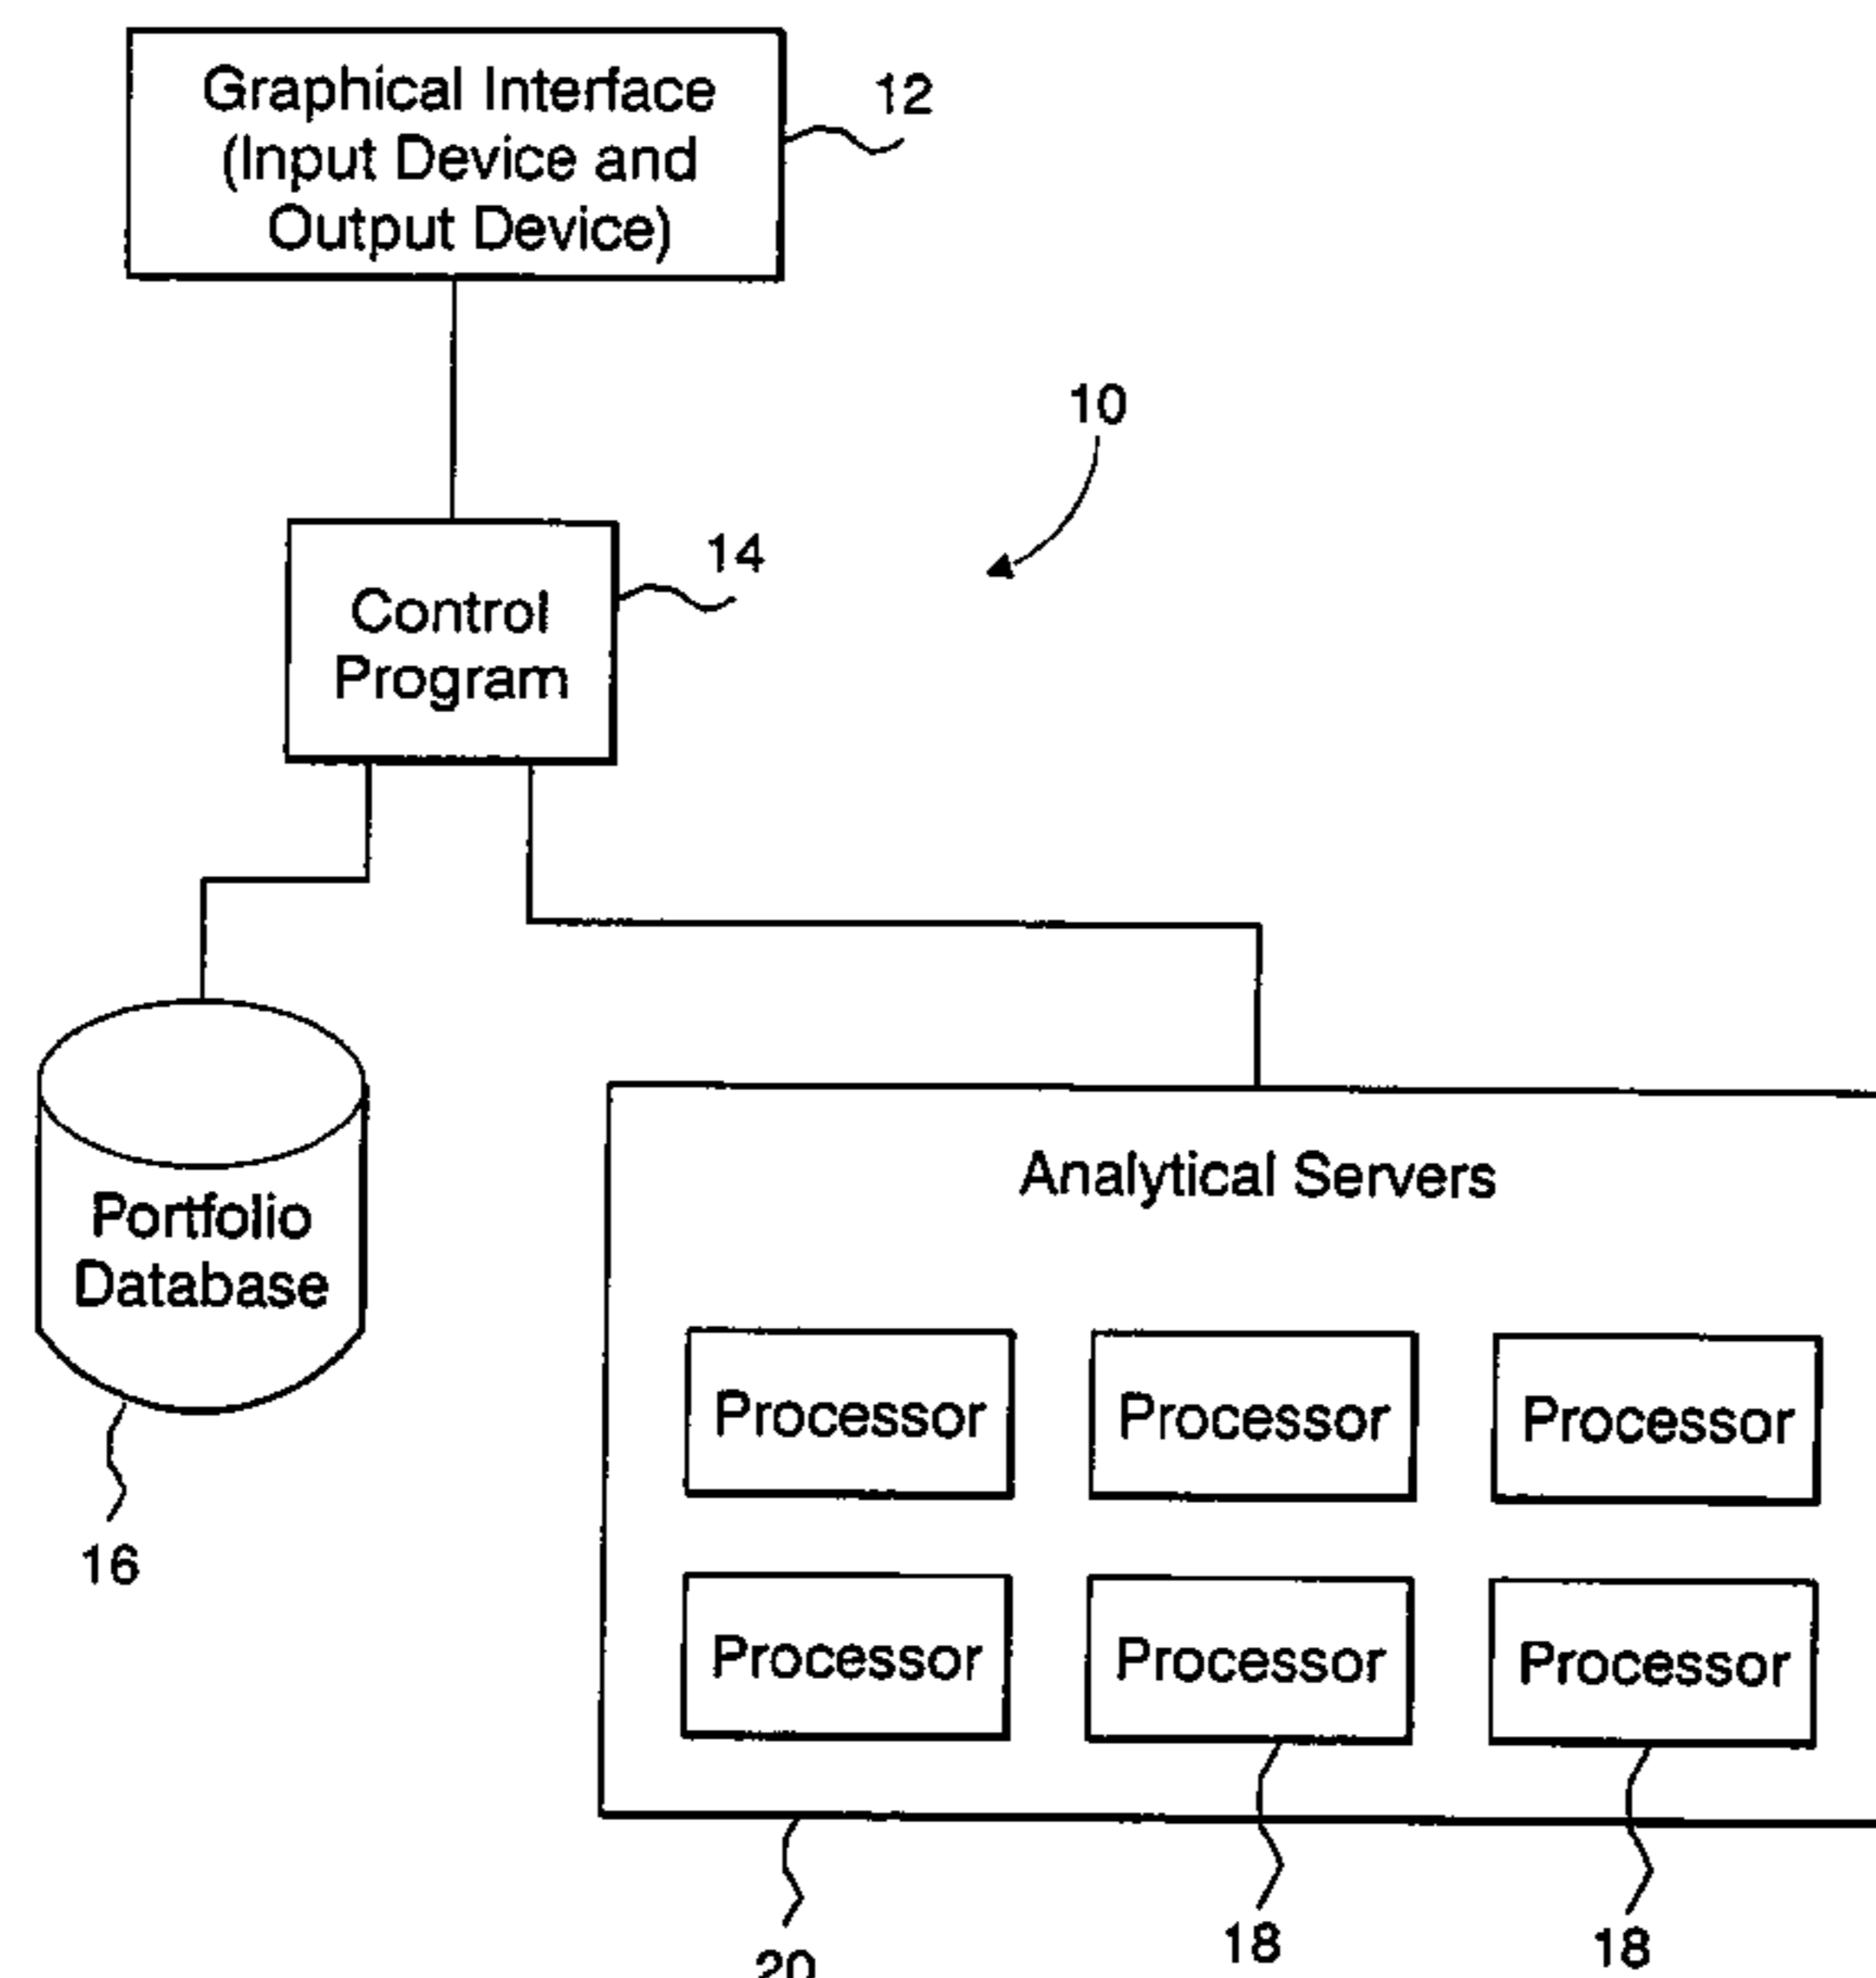 Graphical Interface
(Input Device and
Output Device)
12
10
14
Control
Program
Portfolio
Database
16
Analytical Servers
Processor Processor Processor
Processor Processor Processor
20
18
18